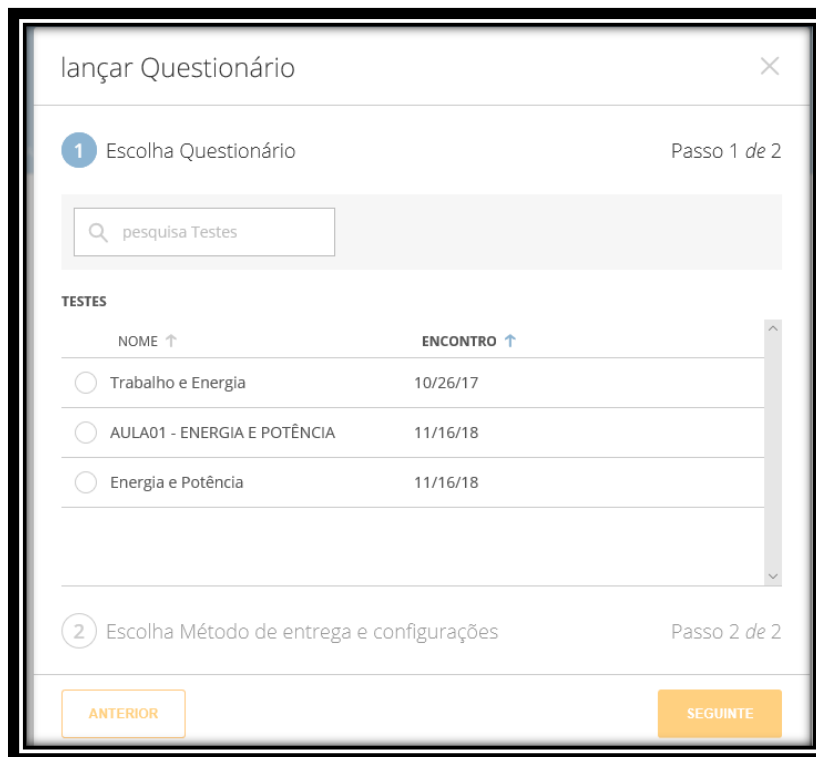 lançar Questionário
1 Escolha Questionário Passo 1 de 2
pesquisa Testes
TESTES
NOME ↑ ENCONTRO ↑
Trabalho e Energia 10/26/17
AULA01 - ENERGIA E POTÊNCIA 11/16/18
Energia e Potência 11/16/18
2 Escolha Método de entrega e configurações Passo 2 de 2
ANTERIOR SEGUINTE